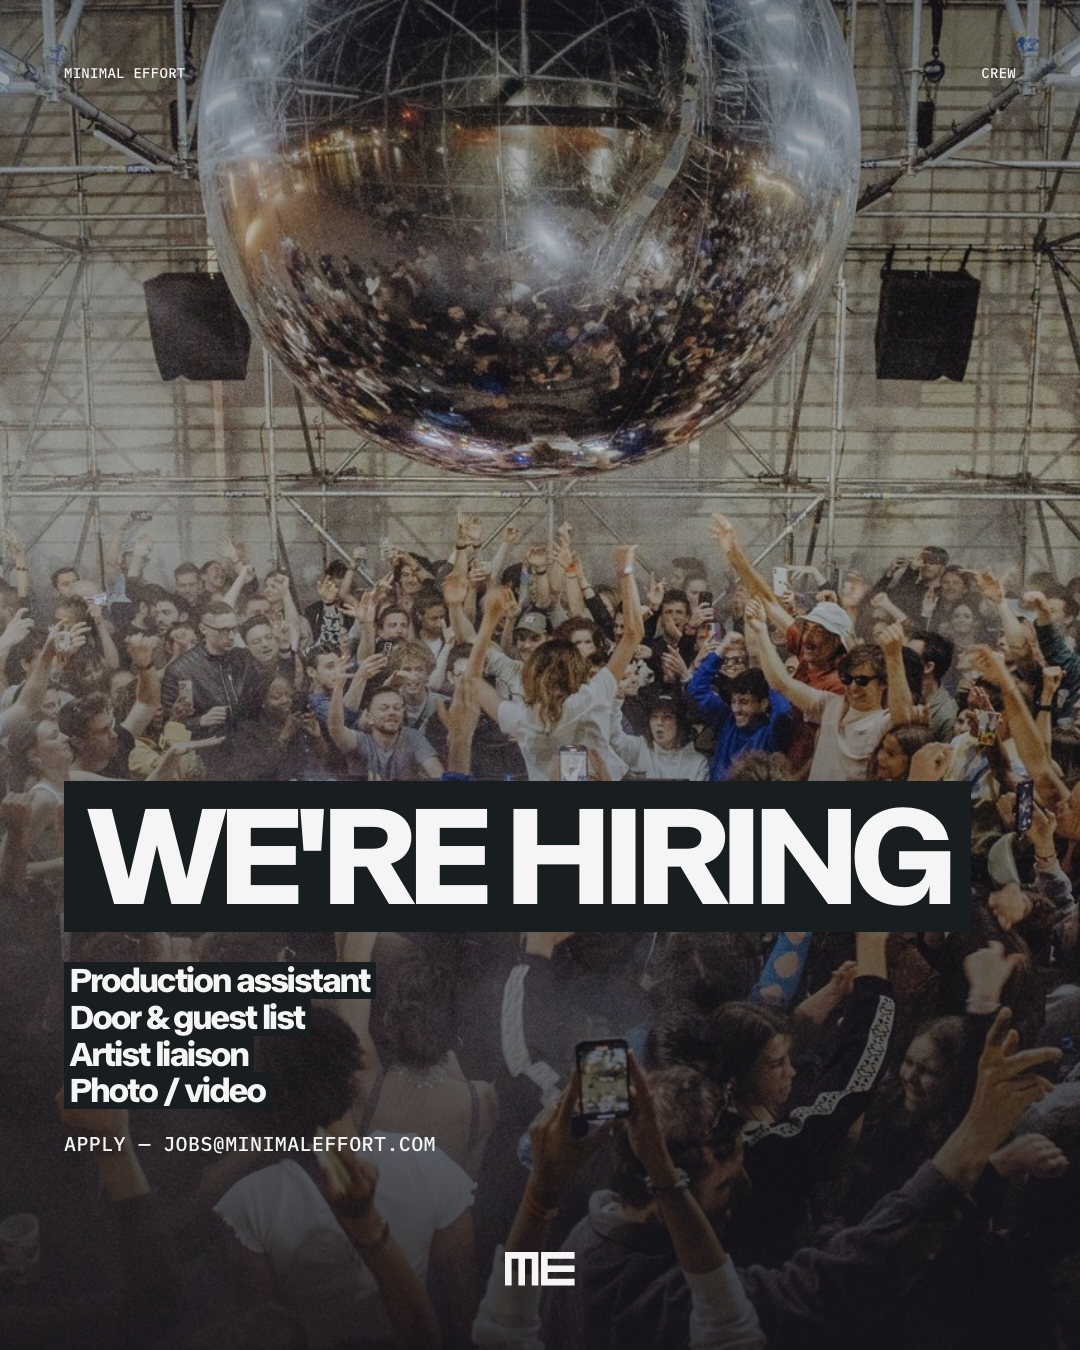 MINIMAL EFFORT
CREW
WE'RE HIRING
Production assistant
Door & guest list
Artist liaison
Photo / video
APPLY — JOBS@MINIMALEFFORT.COM
ME